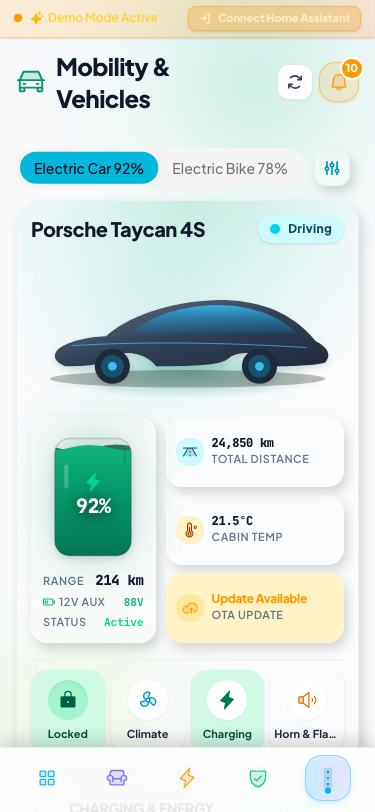 Demo Mode Active
Connect Home Assistant
Mobility &
Vehicles
10
Electric Car 92%
Electric Bike 78%
Porsche Taycan 4S
Driving
92%
RANGE 214 km
12V AUX 88V
STATUS Active
24,850 km
TOTAL DISTANCE
21.5°C
CABIN TEMP
Update Available
OTA UPDATE
Locked
Climate
Charging
Horn & Fla...
CHARGING & ENERGY